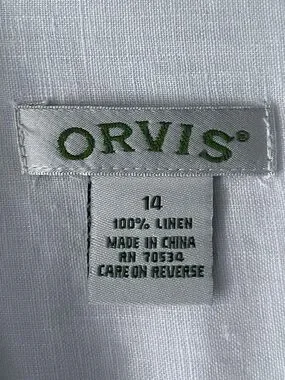 ORVIS®
14
100% LINEN
MADE IN CHINA
RN 70534
CARE ON REVERSE